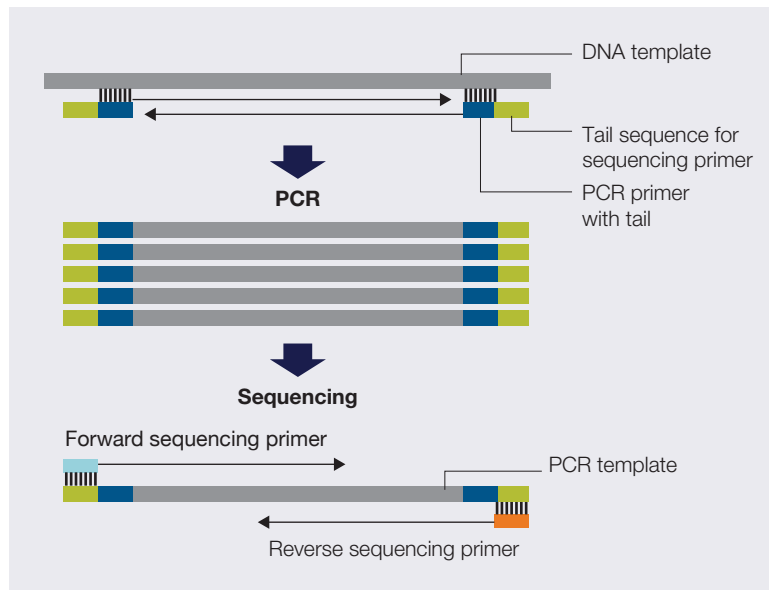 DNA template
Tail sequence for
sequencing primer
PCR primer
with tail
PCR
Sequencing
Forward sequencing primer
PCR template
Reverse sequencing primer